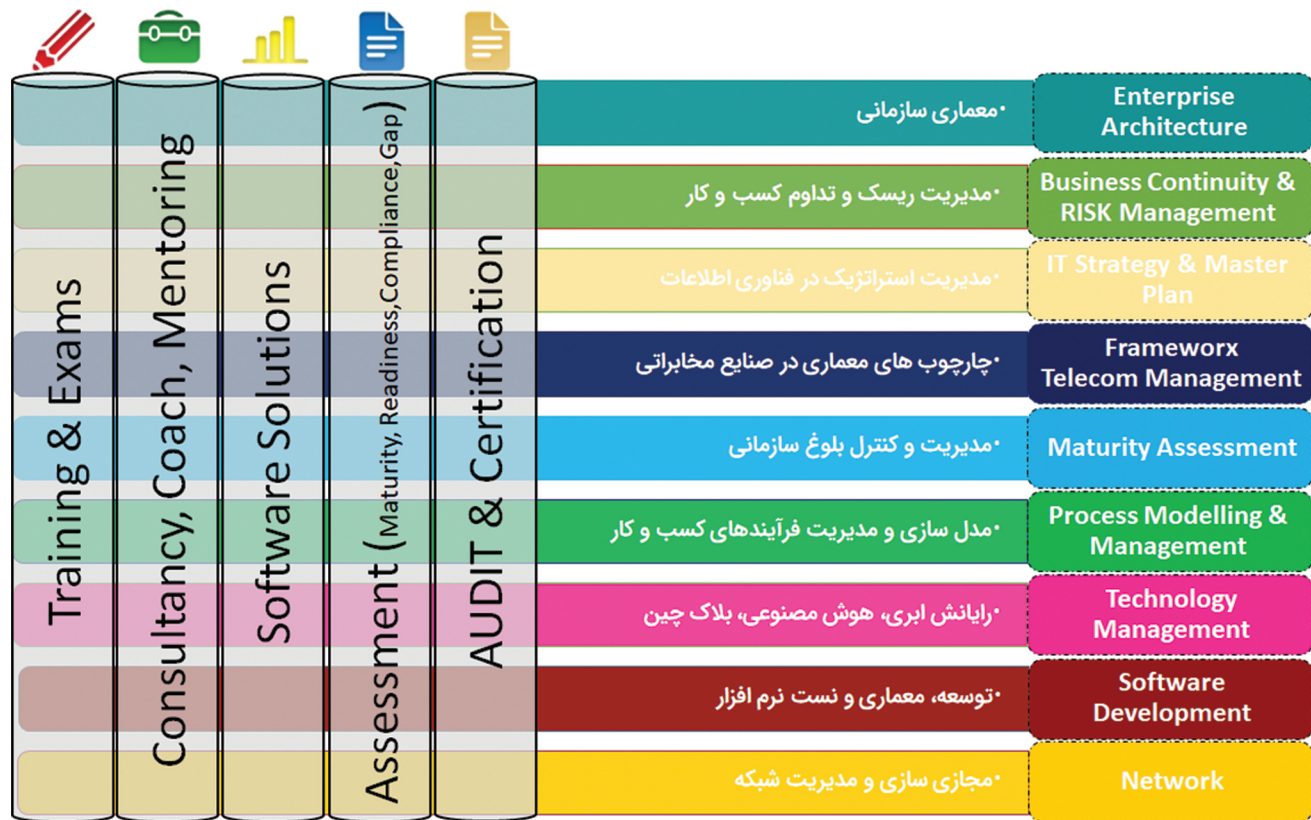 Training & Exams
Consultancy, Coach, Mentoring
Software Solutions
Assessment (Maturity, Readiness,Compliance,Gap)
AUDIT & Certification
•معماری سازمانی
Enterprise
Architecture
•مدیریت ریسک و تداوم کسب و کار
Business Continuity &
RISK Management
•مدیریت استراتژیک در فناوری اطلاعات
IT Strategy & Master
Plan
•چارچوب های معماری در صنایع مخابراتی
Frameworx
Telecom Management
•مدیریت و کنترل بلوغ سازمانی
Maturity Assessment
•مدل سازی و مدیریت فرآیندهای کسب و کار
Process Modelling &
Management
•رایانش ابری، هوش مصنوعی، بلاک چین
Technology
Management
•توسعه، معماری و نست نرم افزار
Software
Development
•مجازی سازی و مدیریت شبکه
Network